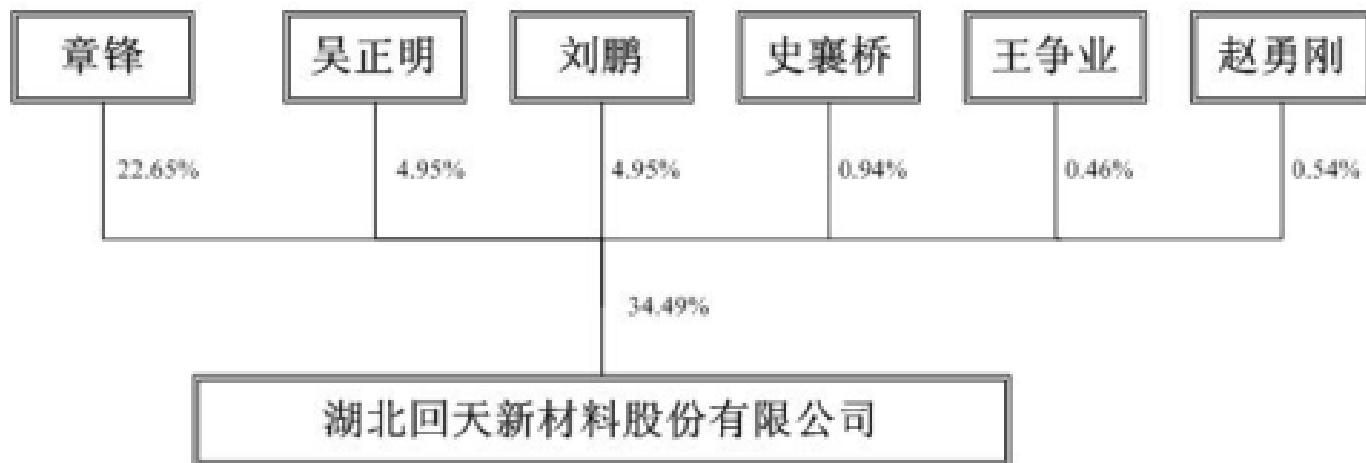 章锋 吴正明 刘鹏 史襄桥 王争业 赵勇刚
22.65% 4.95% 4.95% 0.94% 0.46% 0.54%
34.49%
湖北回天新材料股份有限公司